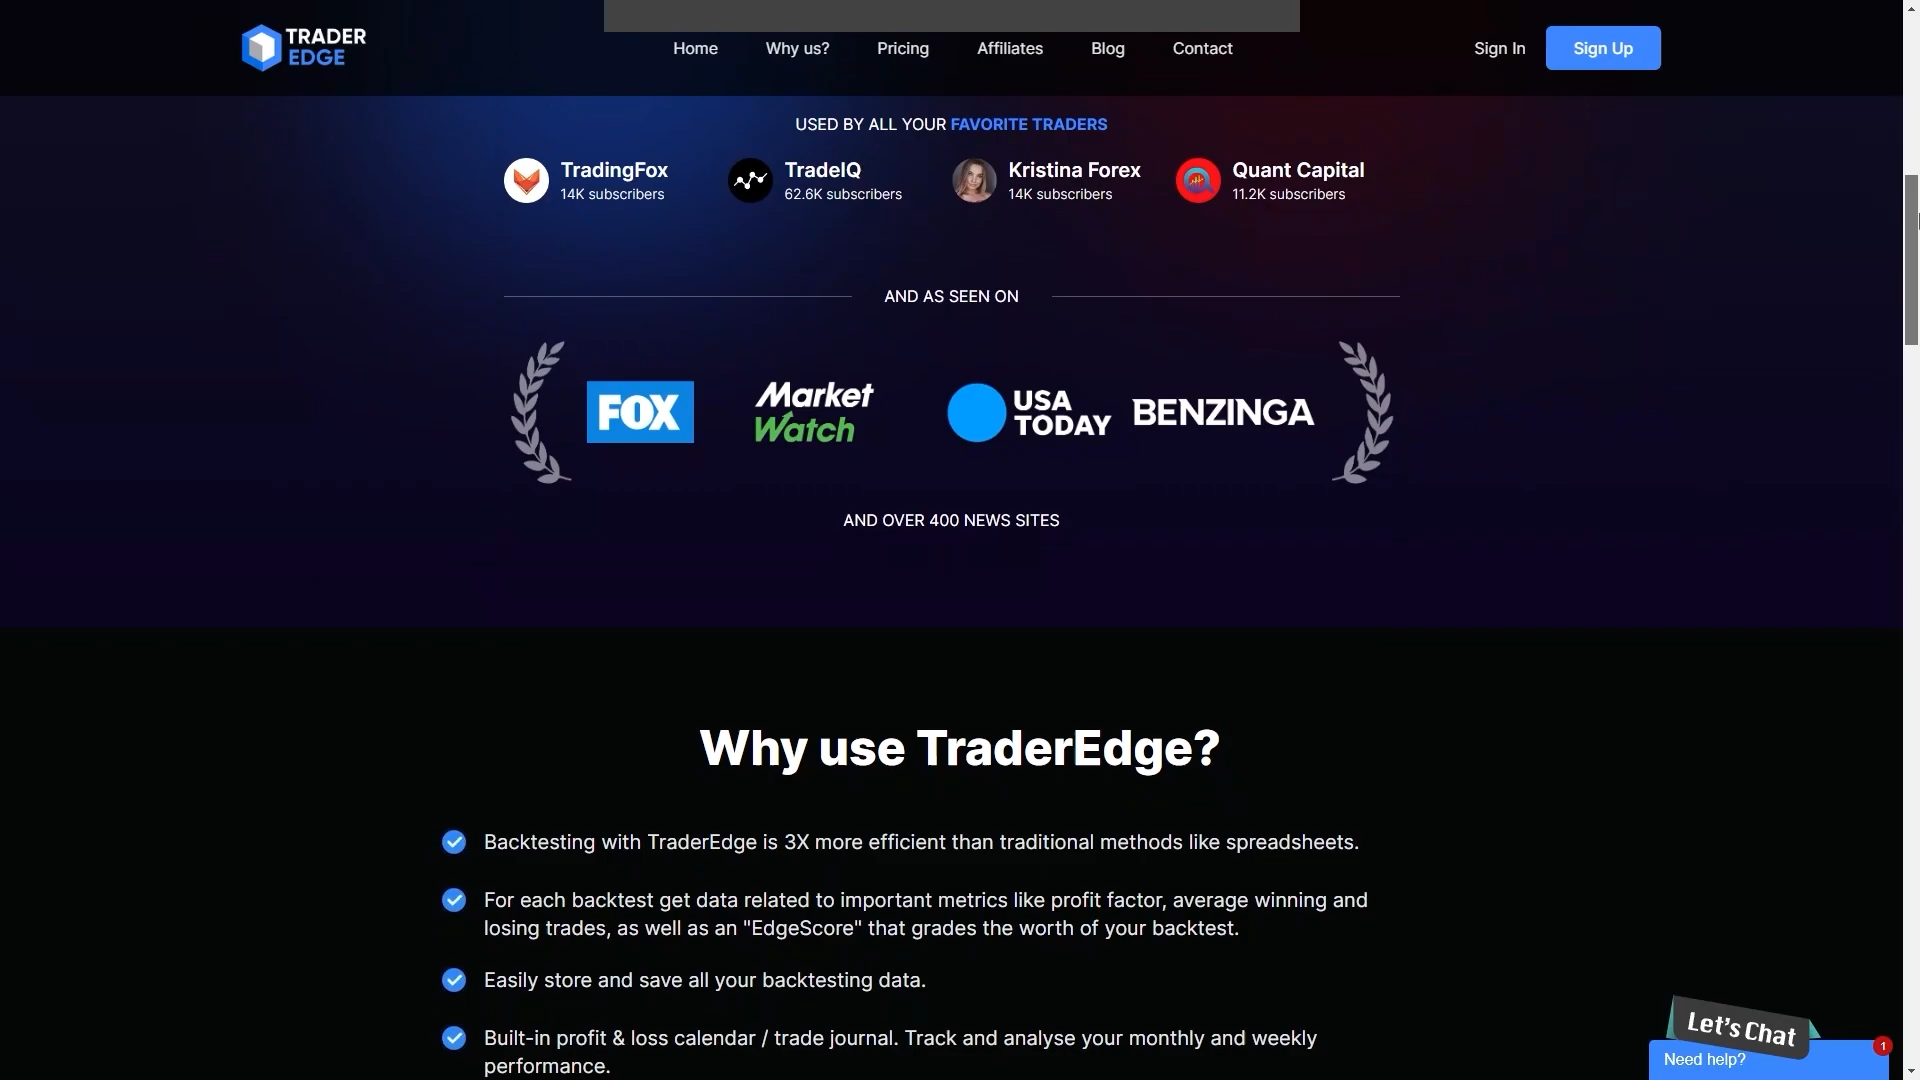 TRADER
EDGE
Home Why us? Pricing Affiliates Blog Contact Sign In Sign Up
USED BY ALL YOUR FAVORITE TRADERS
TradingFox TradeIQ Kristina Forex Quant Capital
14K subscribers 62.6K subscribers 14K subscribers 11.2K subscribers
AND AS SEEN ON
FOX Market Watch USA TODAY BENZINGA
AND OVER 400 NEWS SITES
Why use TraderEdge?
Backtesting with TraderEdge is 3X more efficient than traditional methods like spreadsheets.
For each backtest get data related to important metrics like profit factor, average winning and
losing trades, as well as an "EdgeScore" that grades the worth of your backtest.
Easily store and save all your backtesting data.
Built-in profit & loss calendar / trade journal. Track and analyse your monthly and weekly
performance.
Let's Chat
Need help? 1